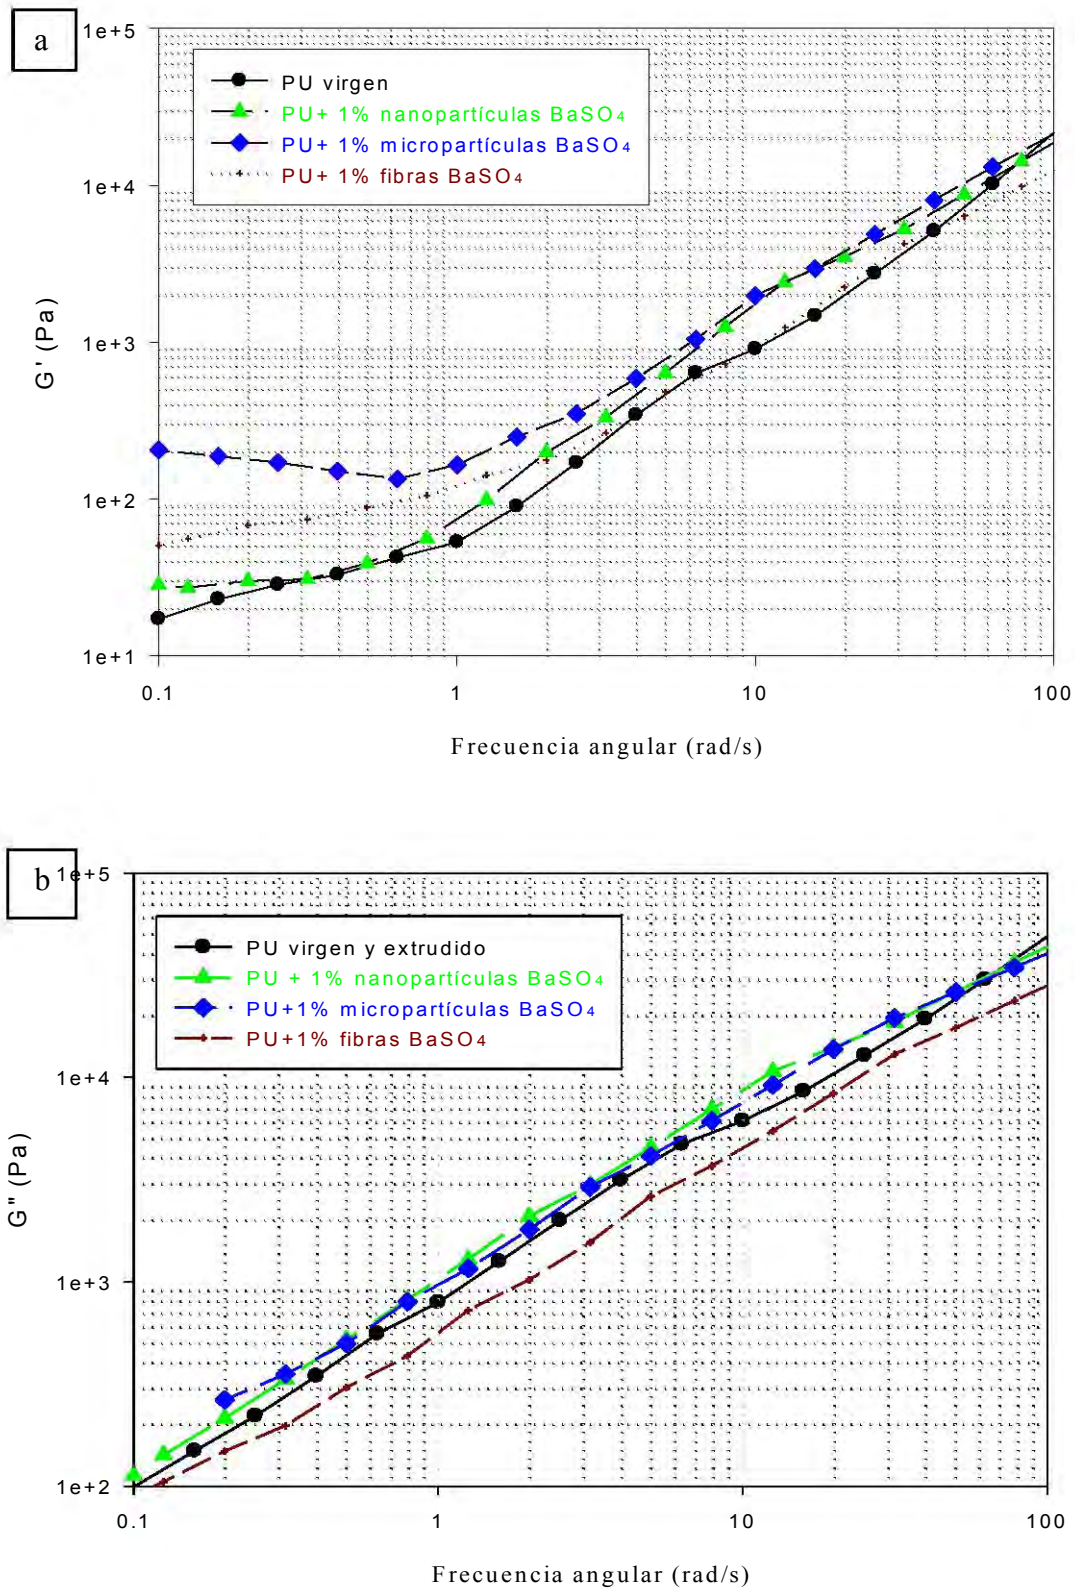 a
1e+5
PU virgen
PU+ 1% nanopartículas BaSO4
PU+ 1% micropartículas BaSO4
PU+ 1% fibras BaSO4
1e+4
G' (Pa)
1e+3
1e+2
1e+1
0.1 1 10 100
Frecuencia angular (rad/s)
b
1e+5
PU virgen y extrudido
PU + 1% nanopartículas BaSO4
PU+1% micropartículas BaSO4
PU+1% fibras BaSO4
1e+4
G" (Pa)
1e+3
1e+2
0.1 1 10 100
Frecuencia angular (rad/s)